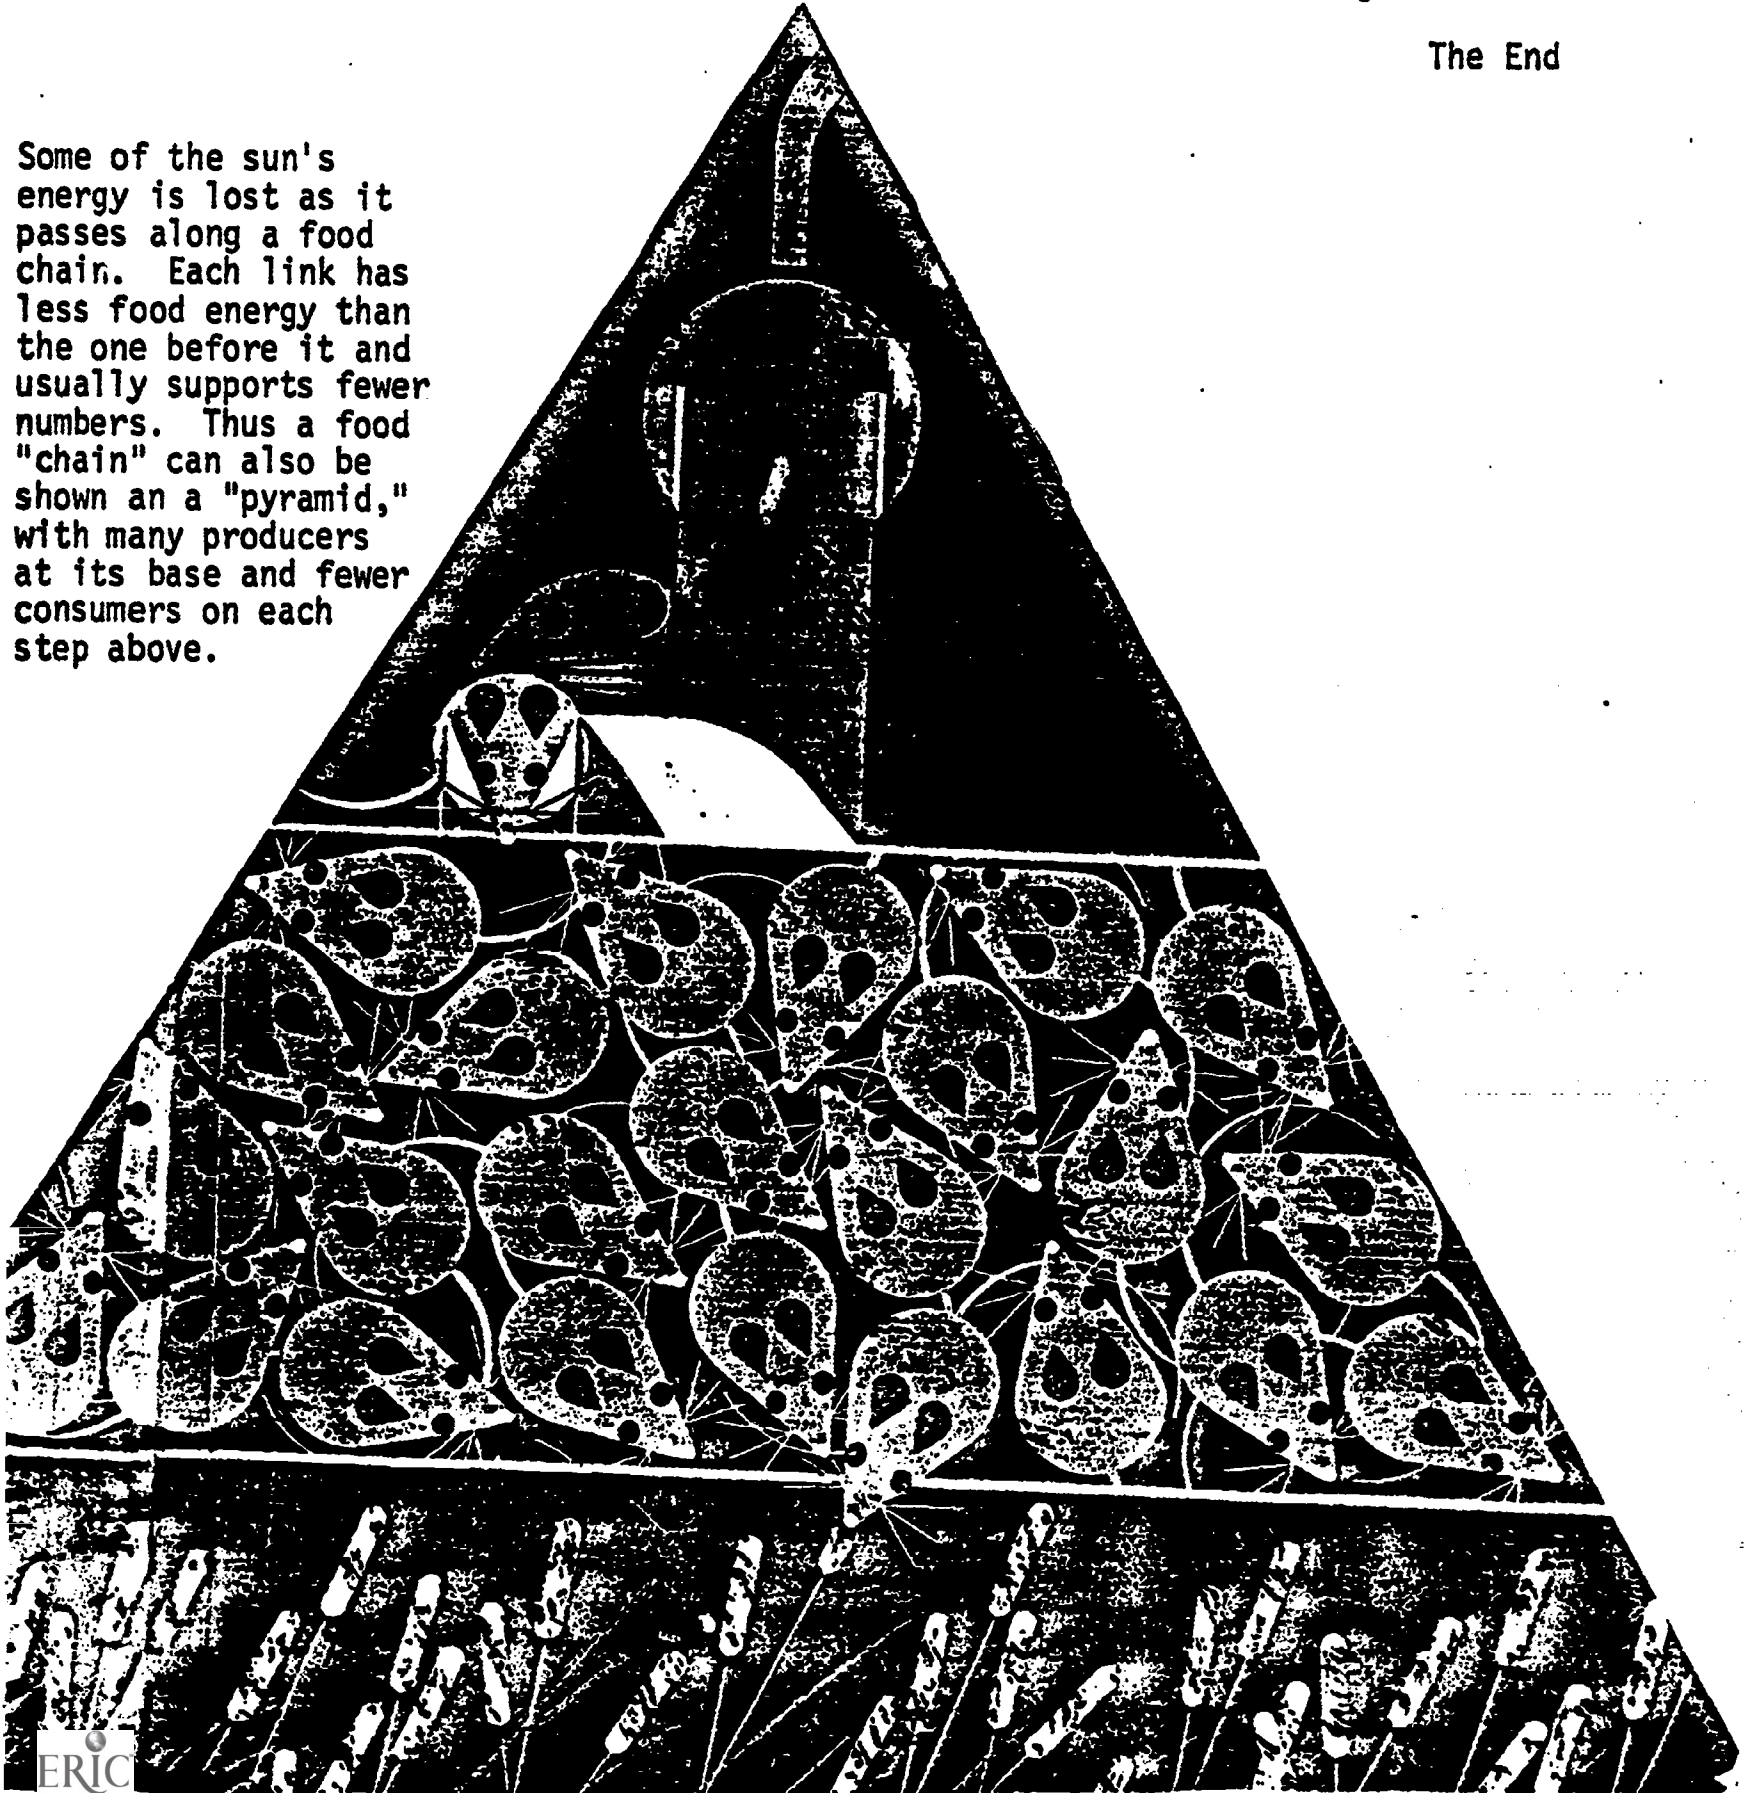 The End
Some of the sun's
energy is lost as it
passes along a food
chain.  Each link has
less food energy than
the one before it and
usually supports fewer
numbers.  Thus a food
"chain" can also be
shown an a "pyramid,"
with many producers
at its base and fewer
consumers on each
step above.
ERIC